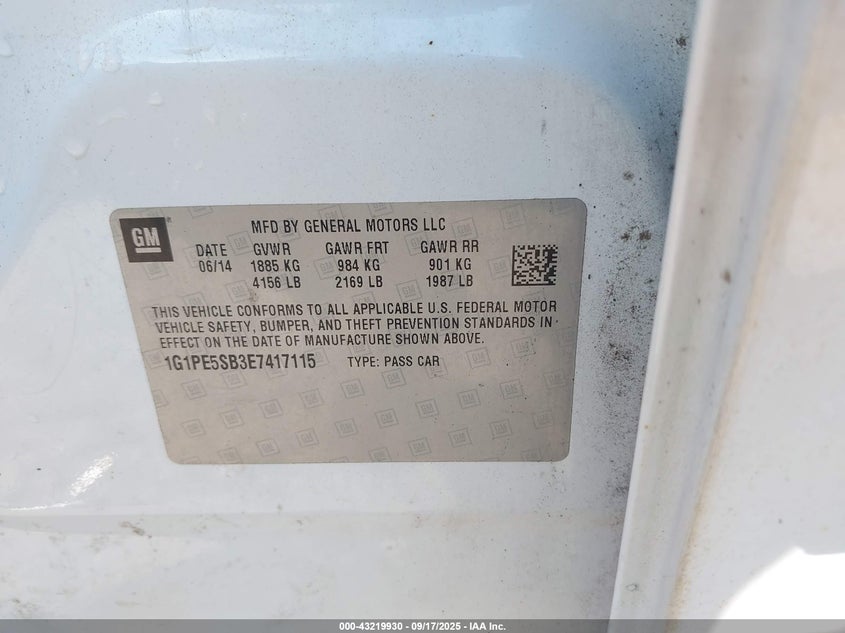 GM
MFD BY GENERAL MOTORS LLC
DATE GVWR GAWR FRT GAWR RR
06/14 1885 KG 984 KG 901 KG
4156 LB 2169 LB 1987 LB
THIS VEHICLE CONFORMS TO ALL APPLICABLE U.S. FEDERAL MOTOR
VEHICLE SAFETY, BUMPER, AND THEFT PREVENTION STANDARDS IN
EFFECT ON THE DATE OF MANUFACTURE SHOWN ABOVE.
1G1PE5SB3E7417115 TYPE: PASS CAR
000-43219930 - 09/17/2025 - IAA Inc.